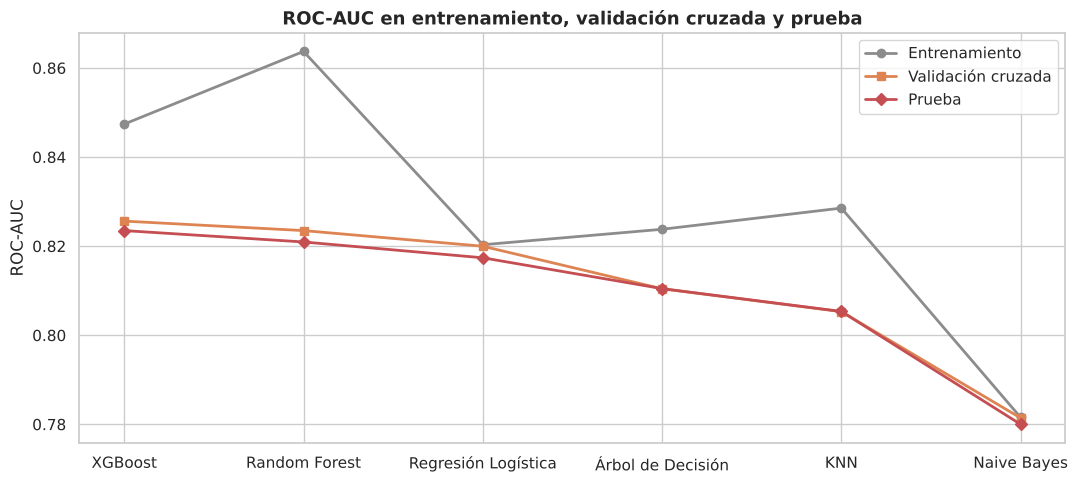 ROC-AUC en entrenamiento, validación cruzada y prueba
Entrenamiento
Validación cruzada
Prueba
ROC-AUC
0.86
0.84
0.82
0.80
0.78
XGBoost
Random Forest
Regresión Logística
Árbol de Decisión
KNN
Naive Bayes